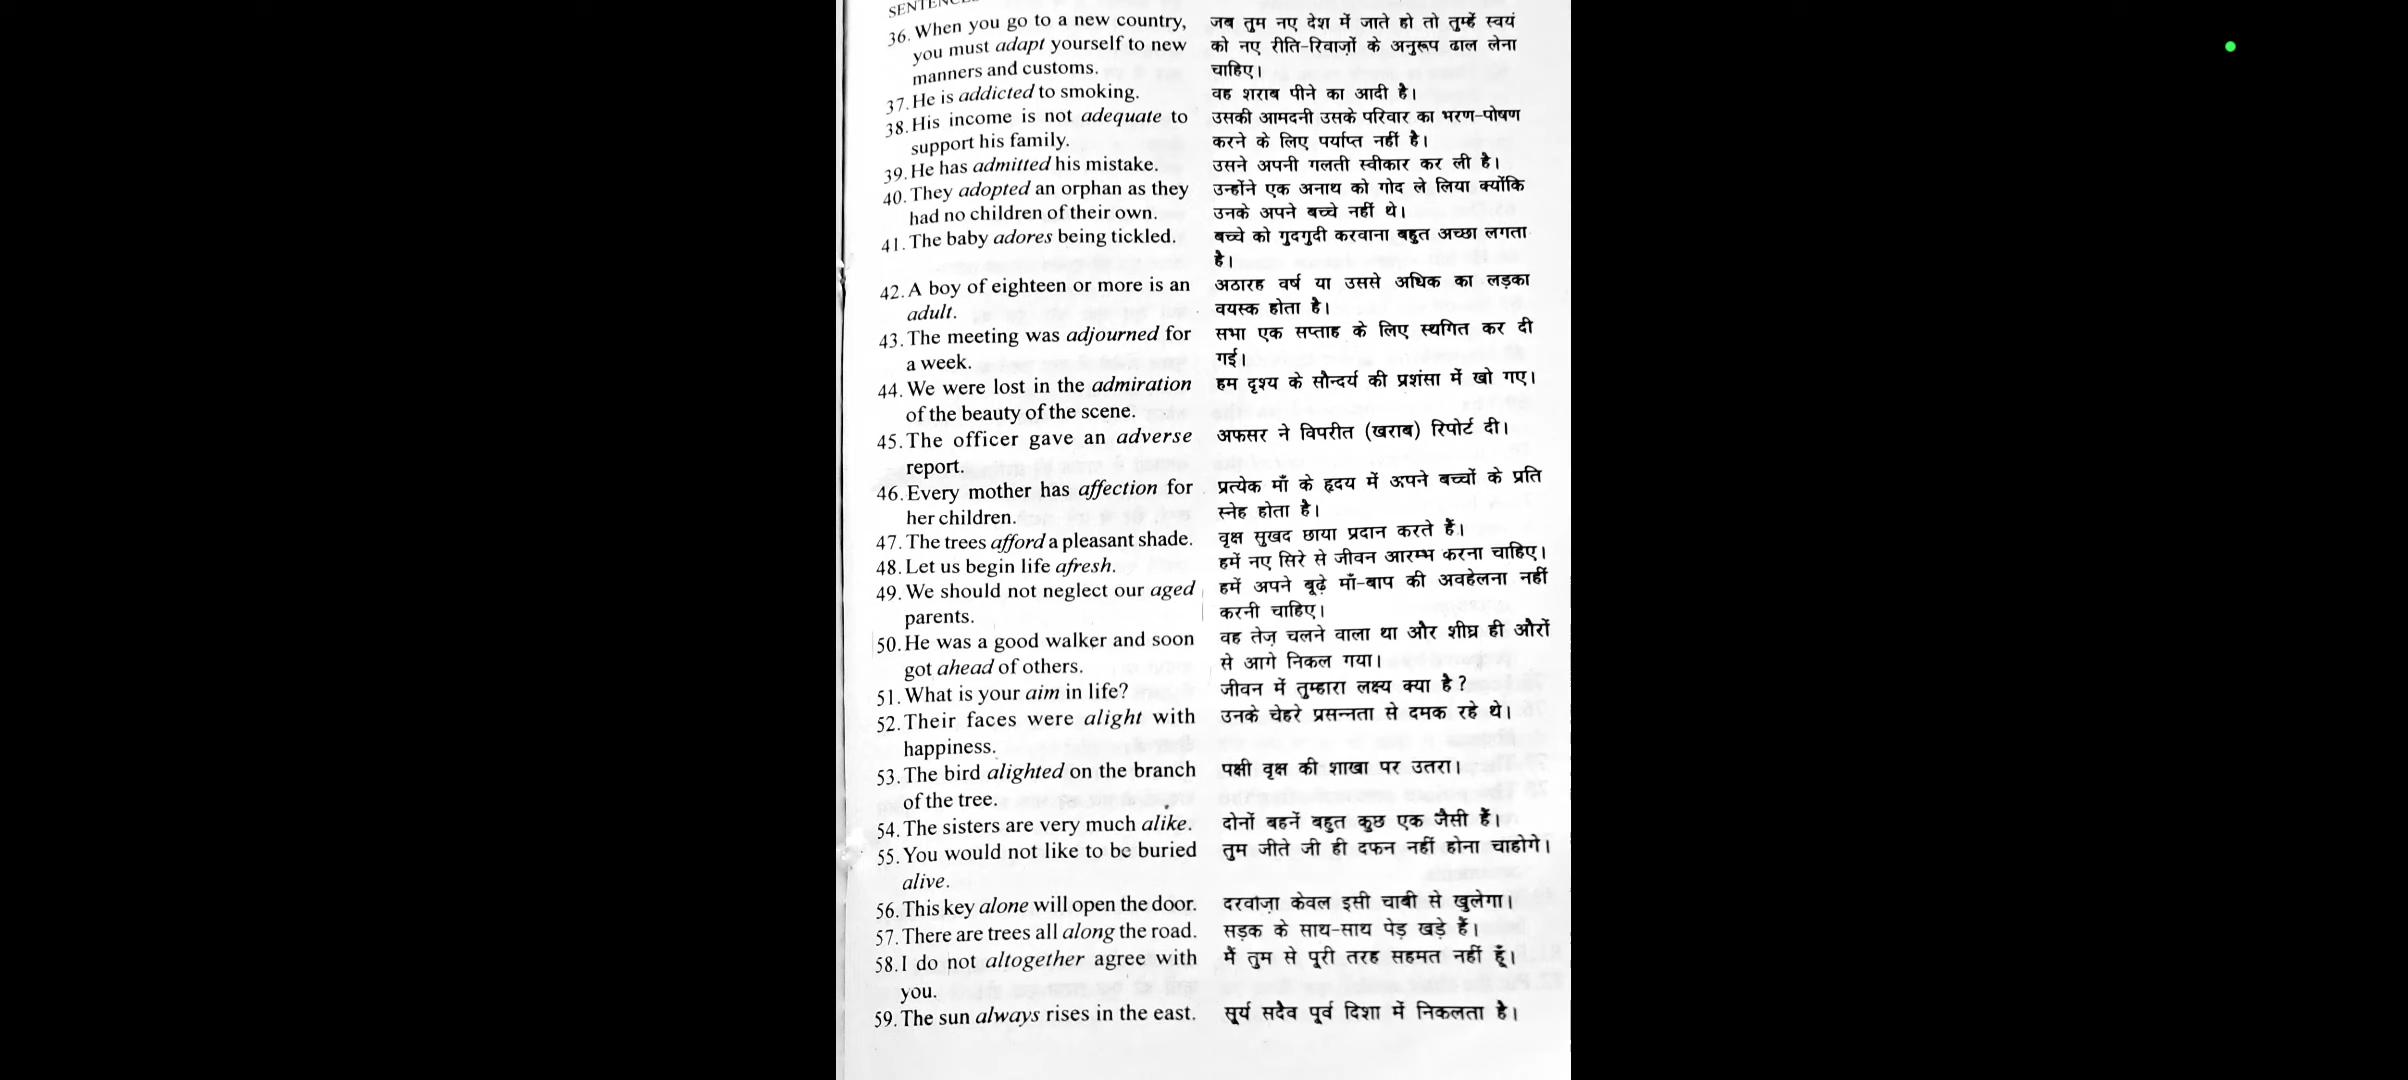 36. When you go to a new country,
you must adapt yourself to new
manners and customs.
जब तुम नए देश में जाते हो तो तुम्हें स्वयं
को नए रीति-रिवाज़ों के अनुरूप ढाल लेना
चाहिए।
37. He is addicted to smoking.
वह शराब पीने का आदी है।
38. His income is not adequate to
support his family.
उसकी आमदनी उसके परिवार का भरण-पोषण
करने के लिए पर्याप्त नहीं है।
39. He has admitted his mistake.
उसने अपनी गलती स्वीकार कर ली है।
40. They adopted an orphan as they
had no children of their own.
उन्होंने एक अनाथ को गोद ले लिया क्योंकि
उनके अपने बच्चे नहीं थे।
41. The baby adores being tickled.
बच्चे को गुदगुदी करवाना बहुत अच्छा लगता
है।
42. A boy of eighteen or more is an
adult.
अठारह वर्ष या उससे अधिक का लड़का
वयस्क होता है।
43. The meeting was adjourned for
a week.
सभा एक सप्ताह के लिए स्थगित कर दी
गई।
44. We were lost in the admiration
of the beauty of the scene.
हम दृश्य के सौन्दर्य की प्रशंसा में खो गए।
45. The officer gave an adverse
report.
अफसर ने विपरीत (खराब) रिपोर्ट दी।
46. Every mother has affection for
her children.
प्रत्येक माँ के हृदय में अपने बच्चों के प्रति
स्नेह होता है।
47. The trees afford a pleasant shade.
वृक्ष सुखद छाया प्रदान करते हैं।
48. Let us begin life afresh.
हमें नए सिरे से जीवन आरम्भ करना चाहिए।
49. We should not neglect our aged
parents.
हमें अपने बूढ़े माँ-बाप की अवहेलना नहीं
करनी चाहिए।
50. He was a good walker and soon
got ahead of others.
वह तेज़ चलने वाला था और शीघ्र ही औरों
से आगे निकल गया।
51. What is your aim in life?
जीवन में तुम्हारा लक्ष्य क्या है?
52. Their faces were alight with
happiness.
उनके चेहरे प्रसन्नता से दमक रहे थे।
53. The bird alighted on the branch
of the tree.
पक्षी वृक्ष की शाखा पर उतरा।
54. The sisters are very much alike.
दोनों बहनें बहुत कुछ एक जैसी हैं।
55. You would not like to be buried
alive.
तुम जीते जी ही दफन नहीं होना चाहोगे।
56. This key alone will open the door.
दरवाज़ा केवल इसी चाबी से खुलेगा।
57. There are trees all along the road.
सड़क के साथ-साथ पेड़ खड़े हैं।
58. I do not altogether agree with
you.
मैं तुम से पूरी तरह सहमत नहीं हूँ।
59. The sun always rises in the east.
सूर्य सदैव पूर्व दिशा में निकलता है।